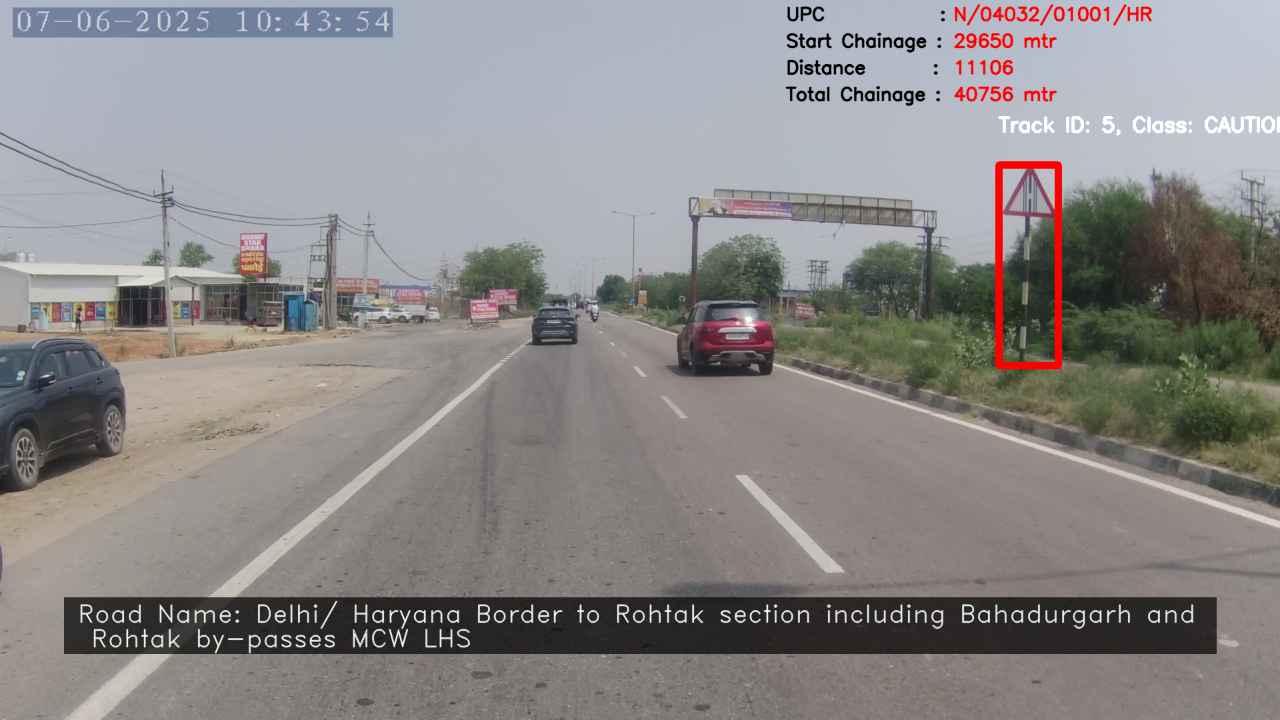 07-06-2025 10:43:54
UPC : N/04032/01001/HR
Start Chainage : 29650 mtr
Distance : 11106
Total Chainage : 40756 mtr
Track ID: 5, Class: CAUTIO
Road Name: Delhi/ Haryana Border to Rohtak section including Bahadurgarh and
Rohtak by-passes MCW LHS